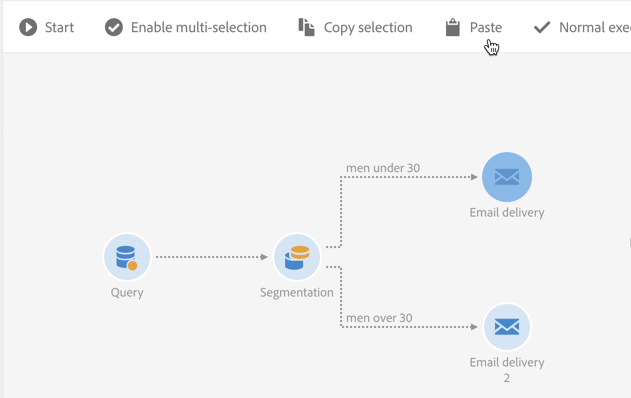 Start
Enable multi-selection
Copy selection
Paste
Normal exe
men under 30
Email delivery
Query
Segmentation
men over 30
Email delivery
2